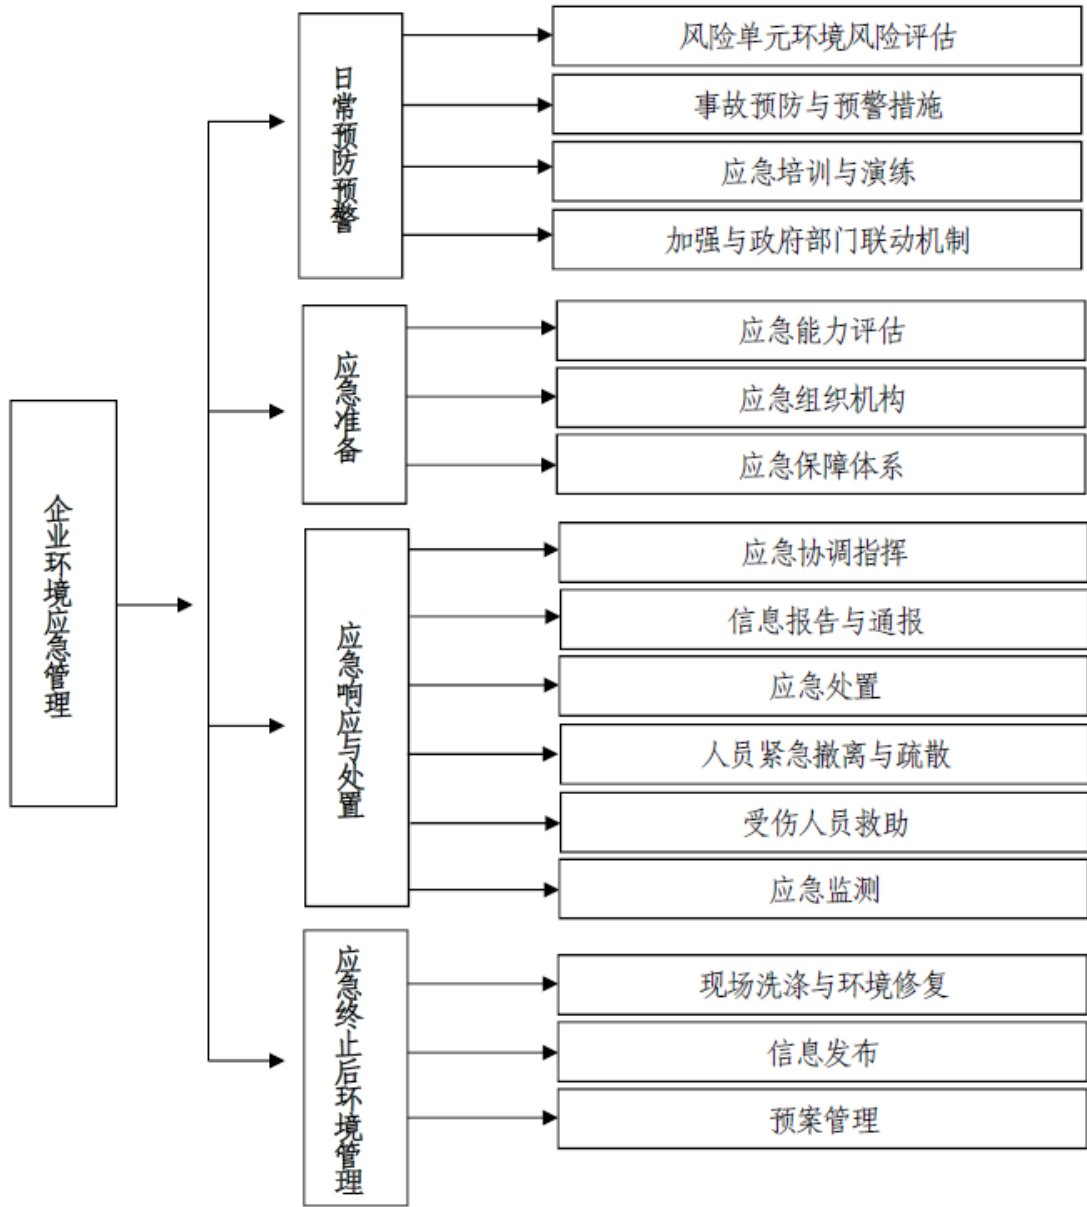 企业环境应急管理
日常预防预警
风险单元环境风险评估
事故预防与预警措施
应急培训与演练
加强与政府部门联动机制
应急准备
应急能力评估
应急组织机构
应急保障体系
应急响应与处置
应急协调指挥
信息报告与通报
应急处置
人员紧急撤离与疏散
受伤人员救助
应急监测
应急终止后环境管理
现场洗涤与环境修复
信息发布
预案管理